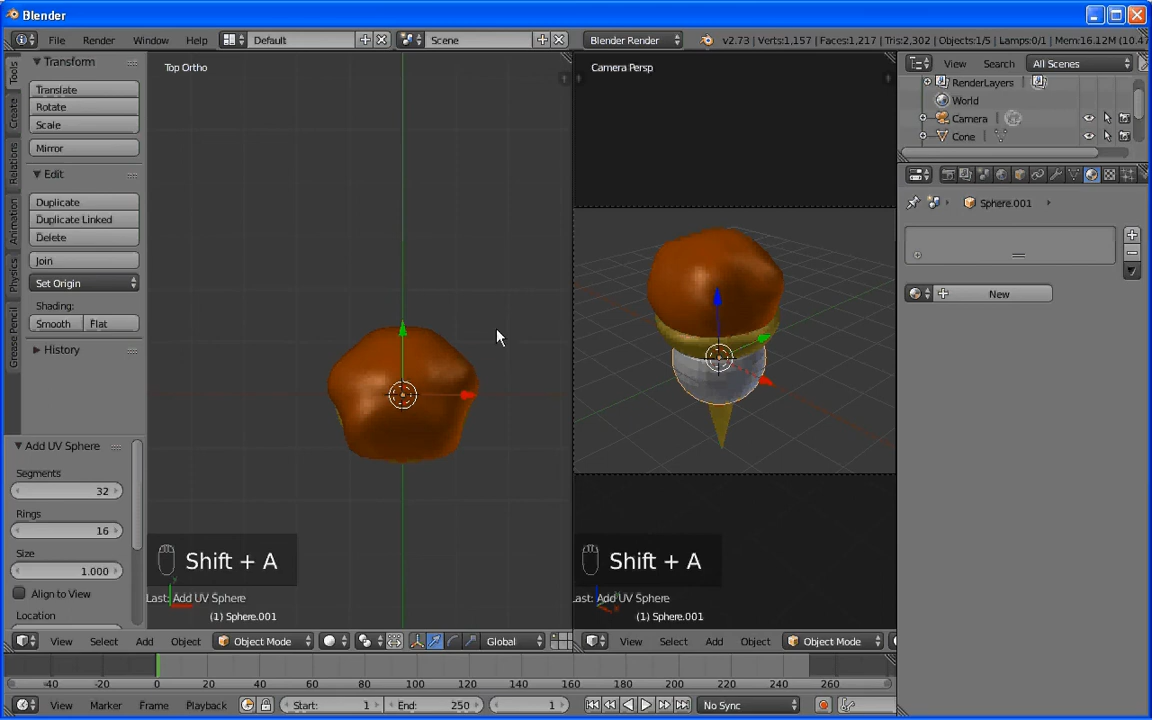 Blender
File Render Window Help Default Scene Blender Render v2.73 | Verts:1,157 | Faces:1,217 | Tris:2,302 | Objects:1/5 | Lamps:0/1 | Mem:16.12M (10.47
Tools
Create
Relations
Animation
Physics
Grease Pencil
Transform
Translate
Rotate
Scale
Mirror
Edit
Duplicate
Duplicate Linked
Delete
Join
Set Origin
Shading:
Smooth Flat
History
Add UV Sphere
Segments
32
Rings
16
Size
1.000
Align to View
Location
Top Ortho
Shift + A
Last: Add UV Sphere
(1) Sphere.001
View Select Add Object Object Mode Global
Camera Persp
Shift + A
Last: Add UV Sphere
(1) Sphere.001
View Select Add Object Object Mode
View Search All Scenes
RenderLayers
World
Camera
Cone
Sphere.001
New
-40 -20 0 20 40 60 80 100 120 140 160 180 200 220 240 260
View Marker Frame Playback Start: 1 End: 250 1 No Sync